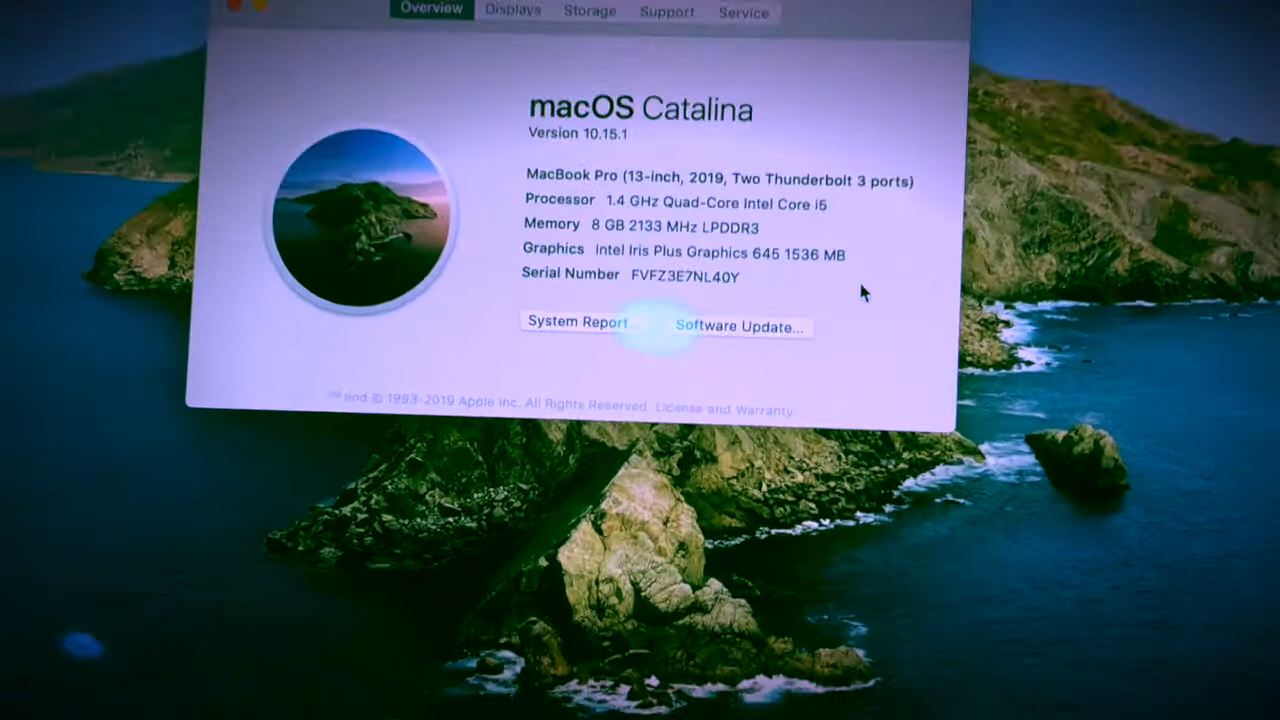 Overview Displays Storage Support Service
macOS Catalina
Version 10.15.1
MacBook Pro (13-inch, 2019, Two Thunderbolt 3 ports)
Processor 1.4 GHz Quad-Core Intel Core i5
Memory 8 GB 2133 MHz LPDDR3
Graphics Intel Iris Plus Graphics 645 1536 MB
Serial Number FVFZ3E7NL40Y
System Report... Software Update...
and © 1983-2019 Apple Inc. All Rights Reserved. License and Warranty